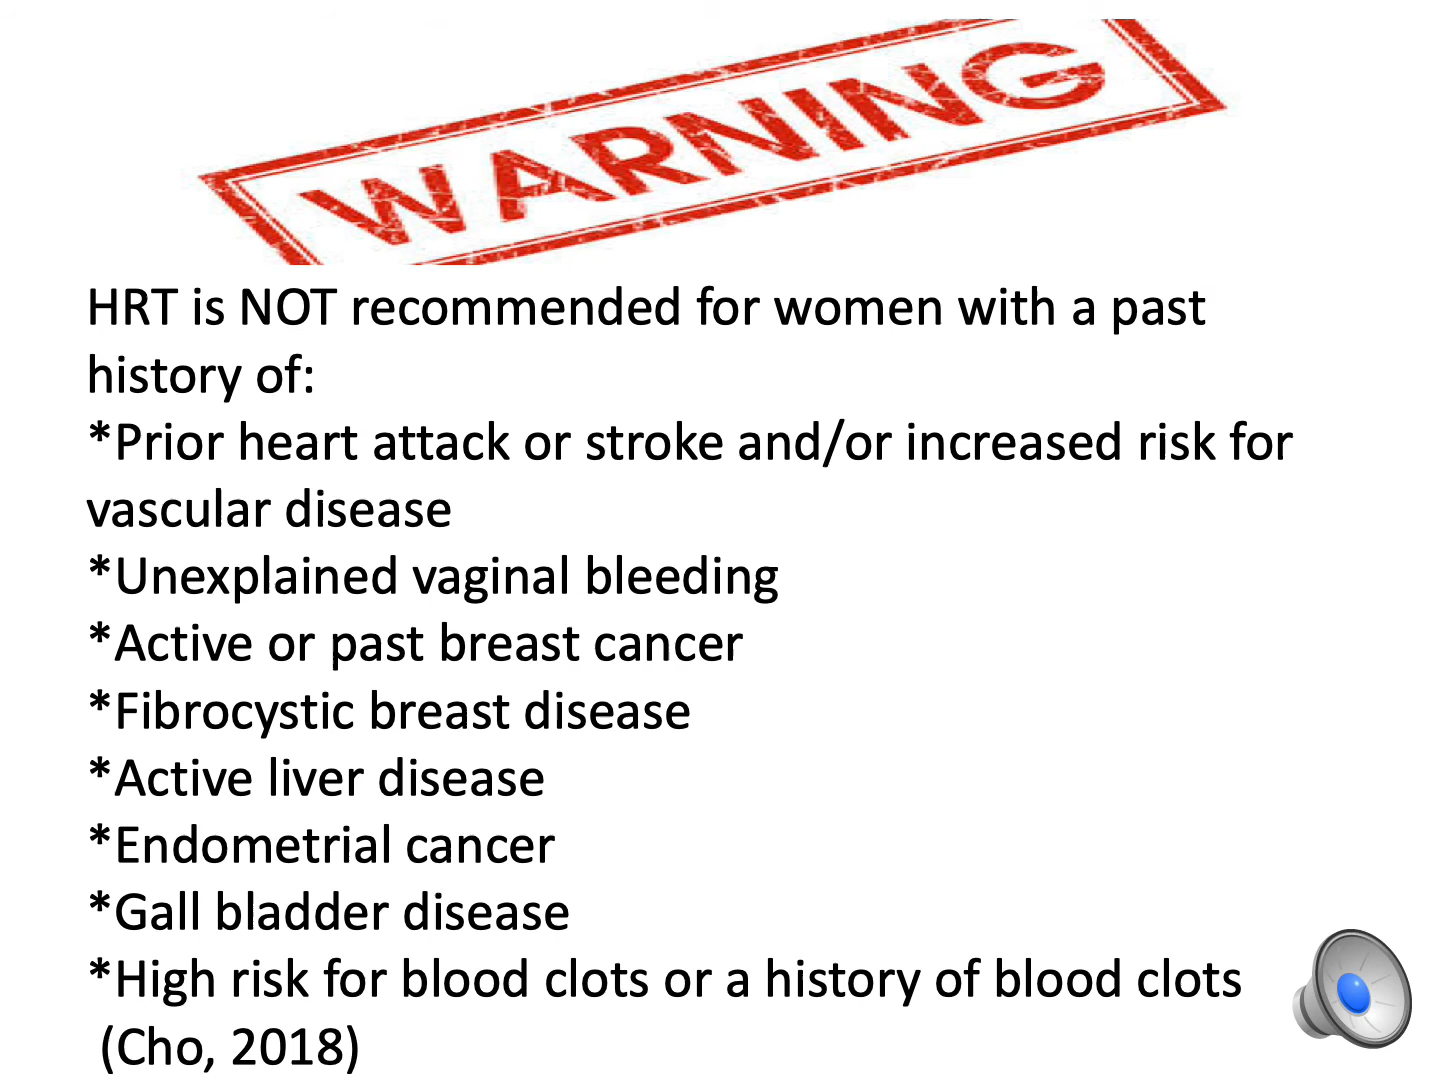 WARNING
HRT is NOT recommended for women with a past
history of:
*Prior heart attack or stroke and/or increased risk for
vascular disease
*Unexplained vaginal bleeding
*Active or past breast cancer
*Fibrocystic breast disease
*Active liver disease
*Endometrial cancer
*Gall bladder disease
*High risk for blood clots or a history of blood clots
(Cho, 2018)